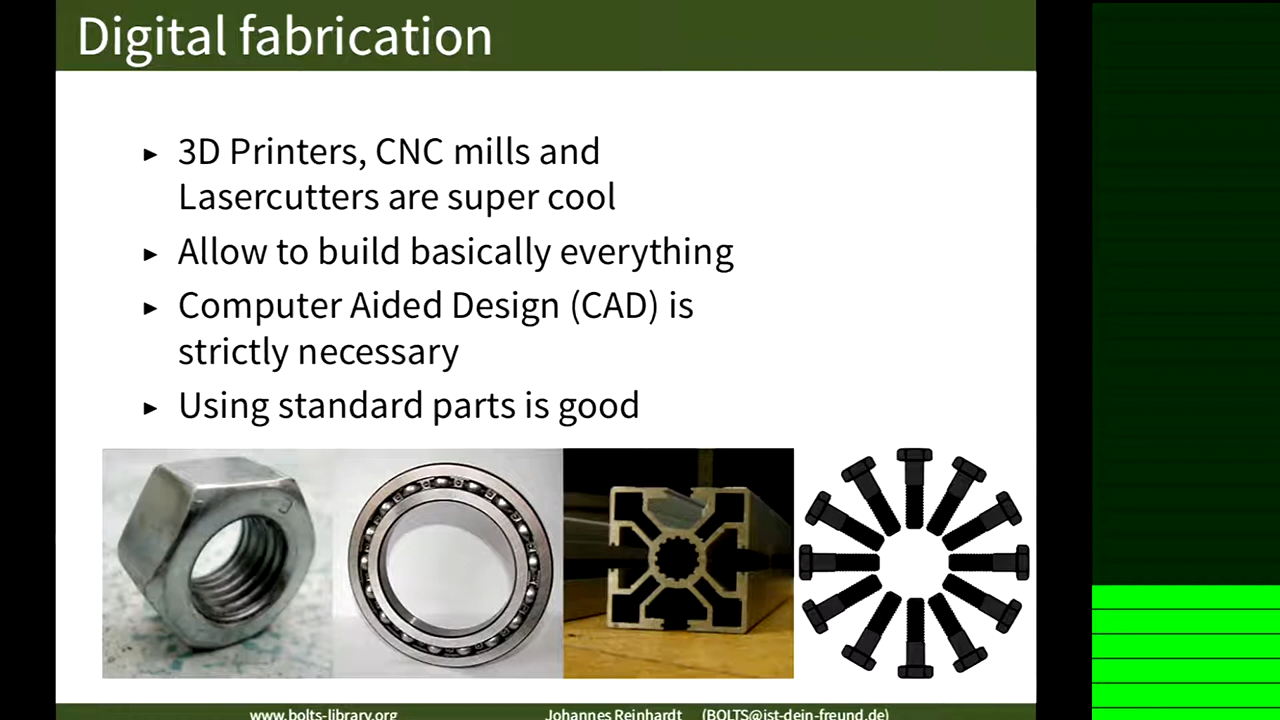 Digital fabrication
► 3D Printers, CNC mills and
Lasercutters are super cool
► Allow to build basically everything
► Computer Aided Design (CAD) is
strictly necessary
► Using standard parts is good
www.bolts-library.org Johannes Reinhardt (BOLTS@ist-dein-freund.de)